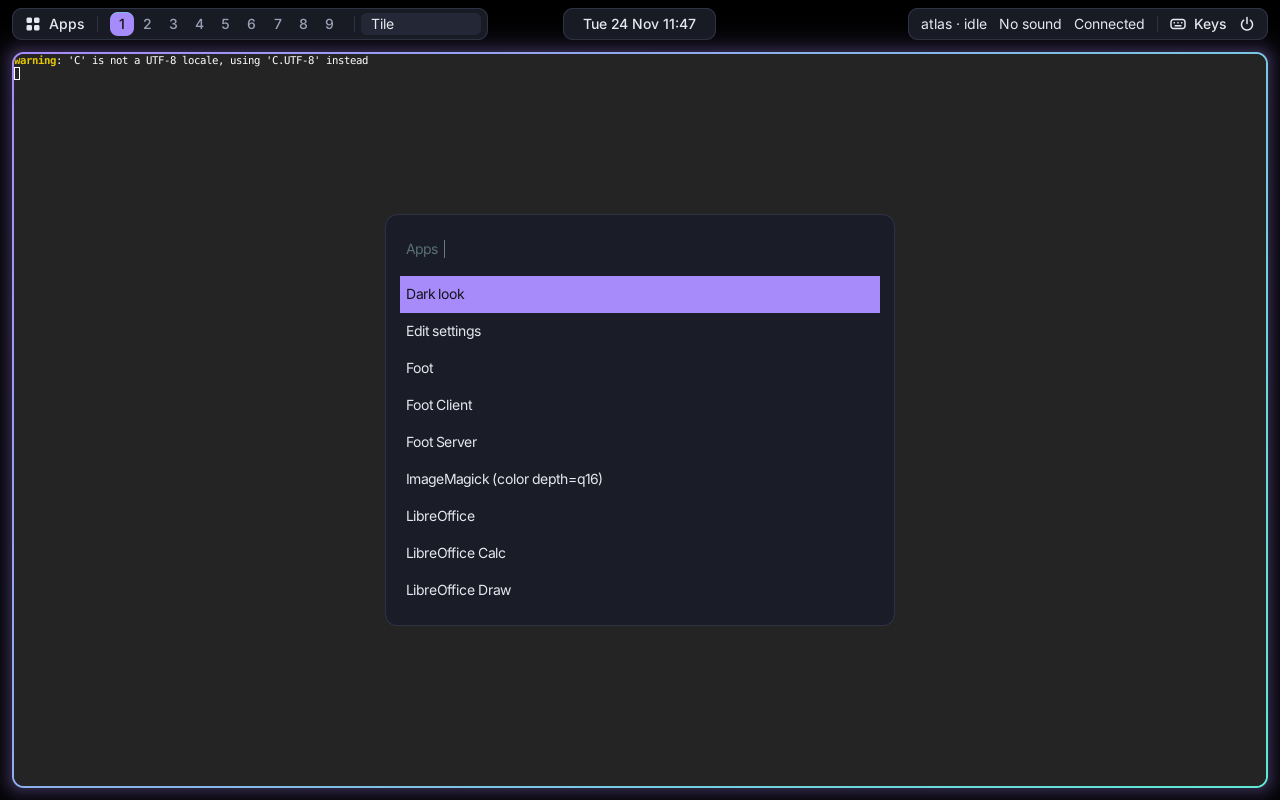 Apps 1 2 3 4 5 6 7 8 9 Tile Tue 24 Nov 11:47 atlas · idle No sound Connected Keys
warning: 'C' is not a UTF-8 locale, using 'C.UTF-8' instead
Apps
Dark look
Edit settings
Foot
Foot Client
Foot Server
ImageMagick (color depth=q16)
LibreOffice
LibreOffice Calc
LibreOffice Draw